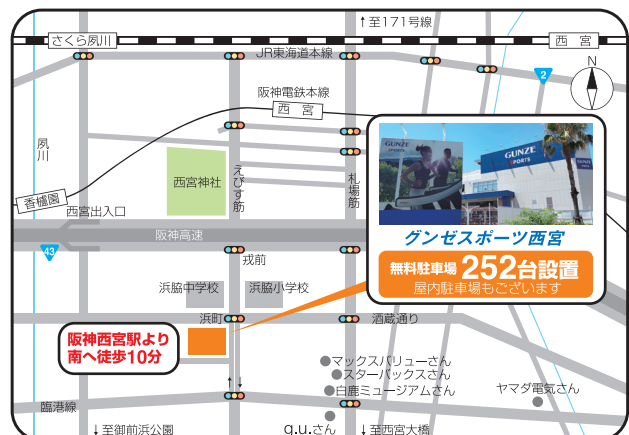 ↑至171号線
さくら夙川
西 宮
JR東海道本線
N
2
阪神電鉄本線
西 宮
夙川
GUNZE
SPORTS
GUNZE
SPORTS
えびす筋
札場筋
西宮神社
香櫨園
西宮出入口
阪神高速
グンゼスポーツ西宮
43
戎前
無料駐車場 252台設置
屋内駐車場もございます
浜脇中学校
浜脇小学校
浜町
酒蔵通り
阪神西宮駅より
南へ徒歩10分
マックスバリューさん
スターバックスさん
白鹿ミュージアムさん
ヤマダ電気さん
↑ ↓
臨港線
↓至御前浜公園
g.u.さん
↓至西宮大橋